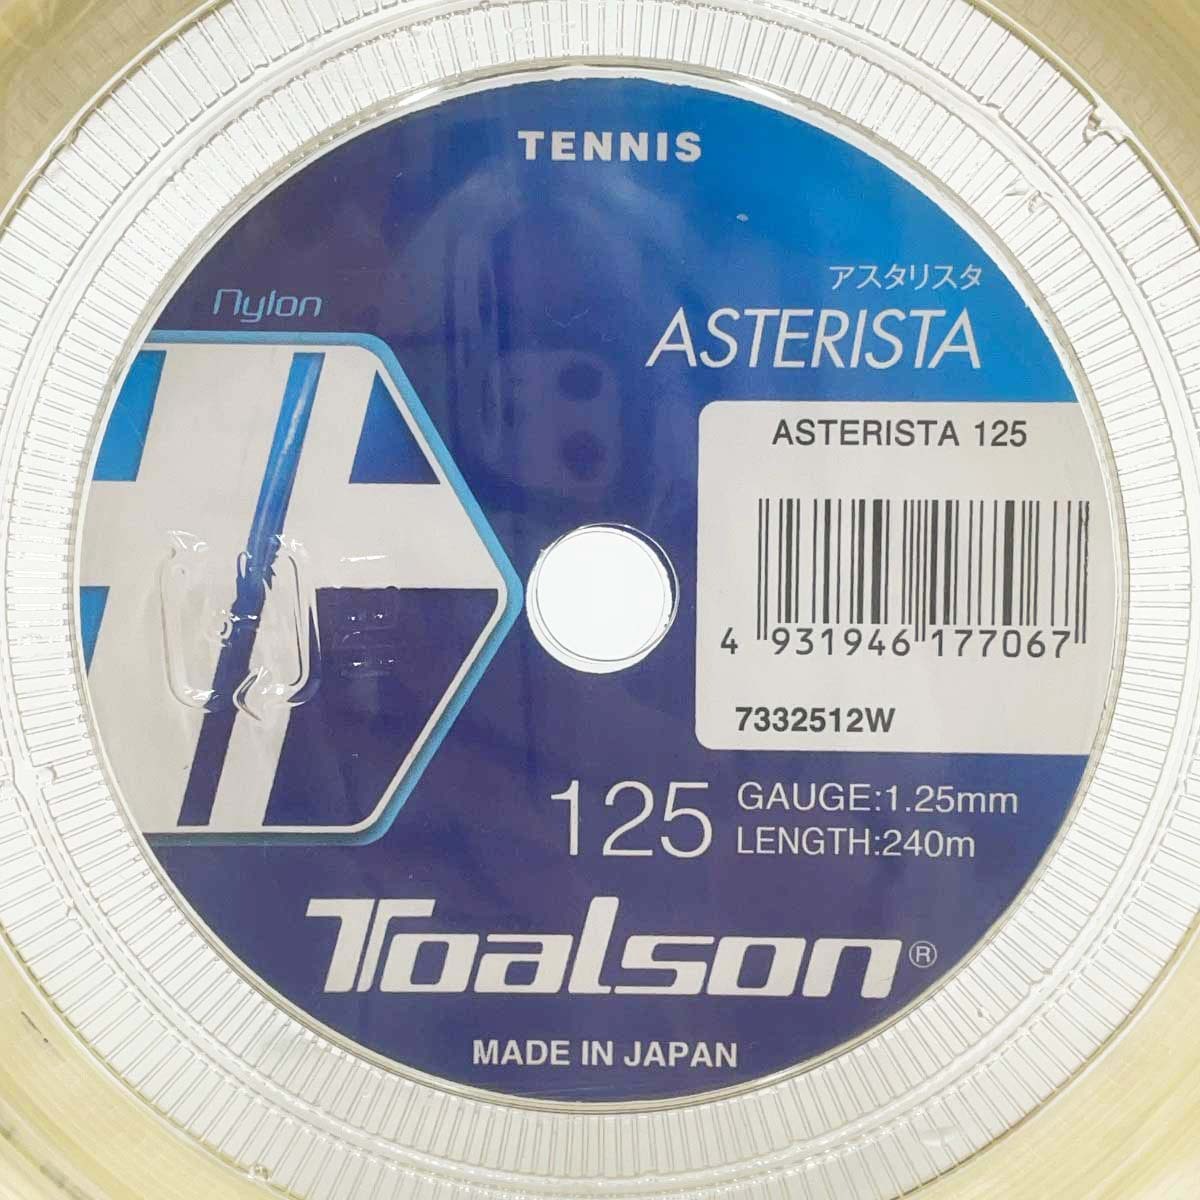 TENNIS
nylon
アスタリスタ
ASTERISTA
ASTERISTA 125
4 931946 177067
7332512W
125
GAUGE:1.25mm
LENGTH:240m
Toalson®
MADE IN JAPAN